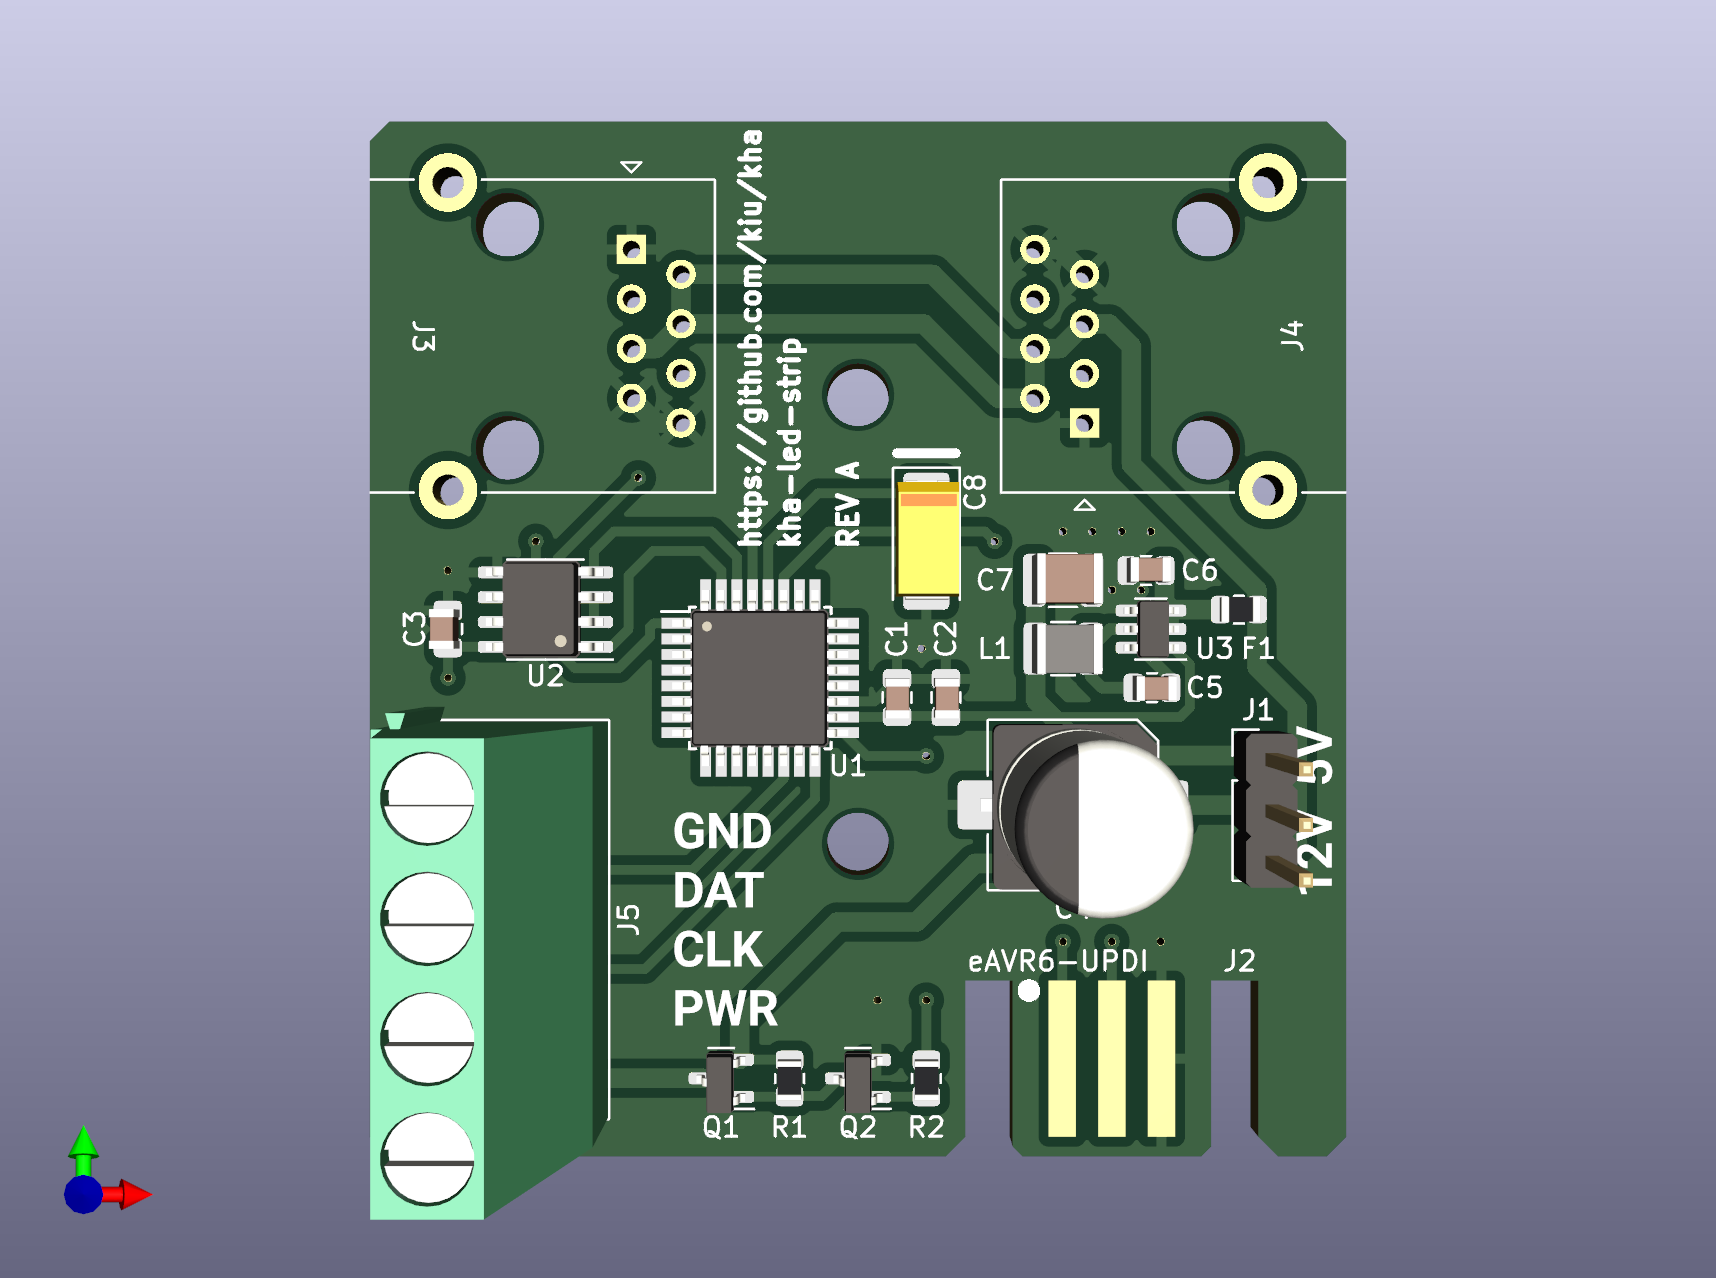 https://github.com/kiu/kha
kha-led-strip
REV A
J3
J4
C8
C7
C6
C3
C1
C2
L1
U3
F1
U2
C5
J1
U1
5V
12V
GND
DAT
CLK
PWR
J5
eAVR6-UPDI
J2
Q1
R1
Q2
R2